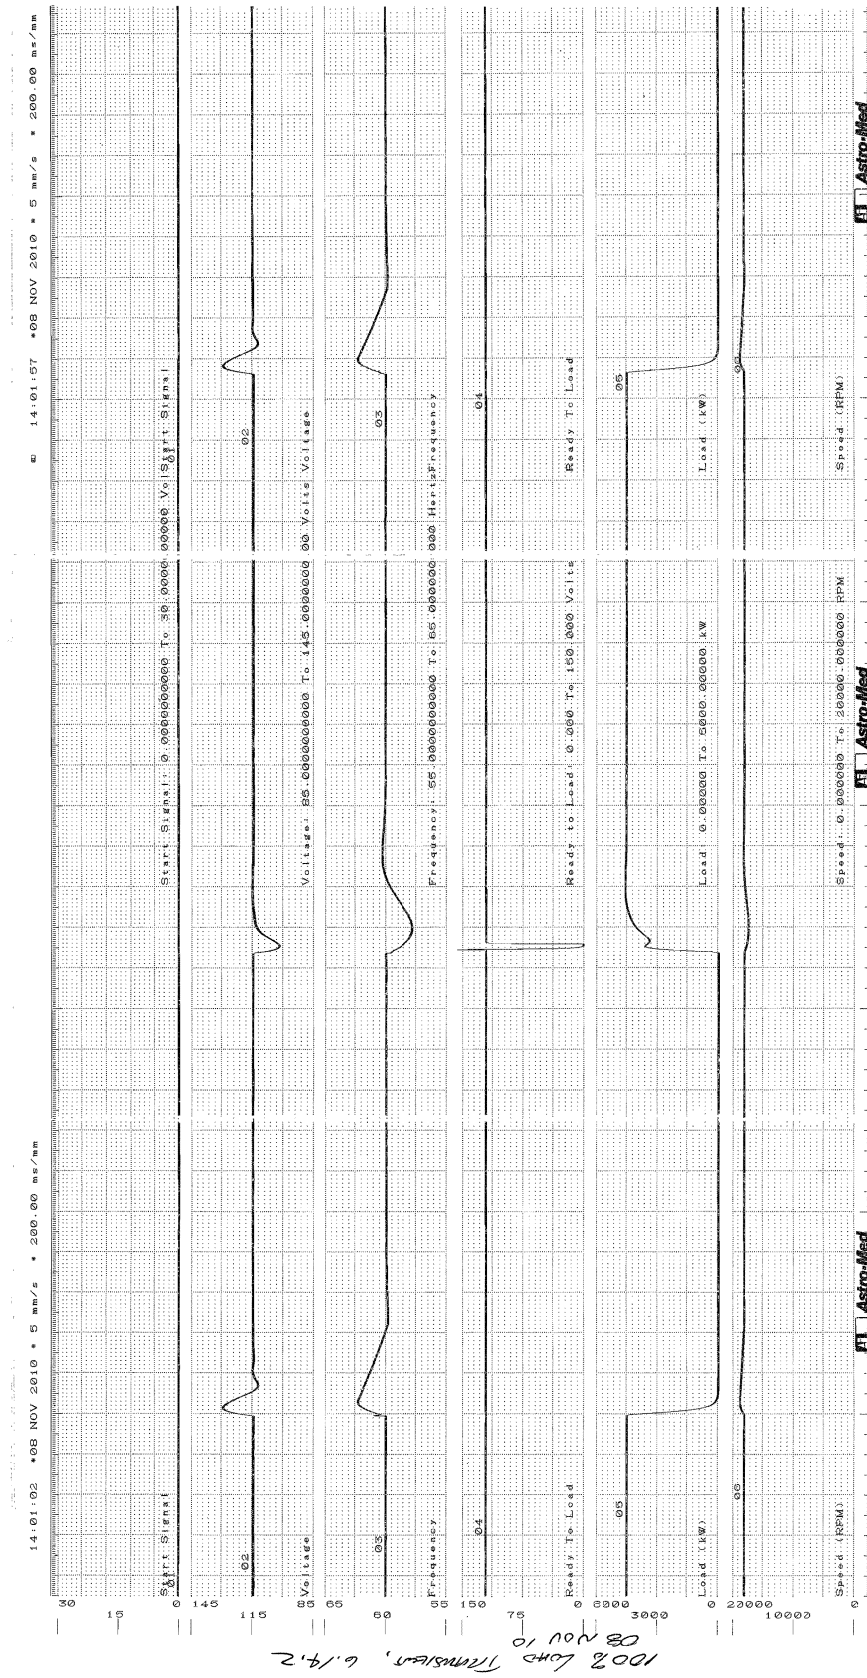 14:01:02 *08 NOV 2010 * 5 mm/s * 200.00 ms/mm
14:01:57 *08 NOV 2010 * 5 mm/s * 200.00 ms/mm
30
15
0
Start Signal
01
Start Signal: 0.0000000000 To 30.0000
00000 Vol
Start Signal
01
145
115
85
Voltage
02
Voltage: 85.0000000000 To 145.0000000
00 Volts
Voltage
02
65
60
55
Frequency
03
Frequency: 55.0000000000 To 65.0000000
000 Hertz
Frequency
03
150
75
0
Ready To Load
04
Ready to Load: 0.000 To 150.000 Volts
Ready To Load
04
3000
0
Load (kW)
05
Load: 0.00000 To 6000.00000 kW
Load (kW)
05
10000
0
Speed (RPM)
06
Speed: 0.000000 To 20000.000000 RPM
Speed (RPM)
Astro-Med
Astro-Med
Astro-Med
100% LOAD TRANSIENT, 6.14.2
08 NOV 10